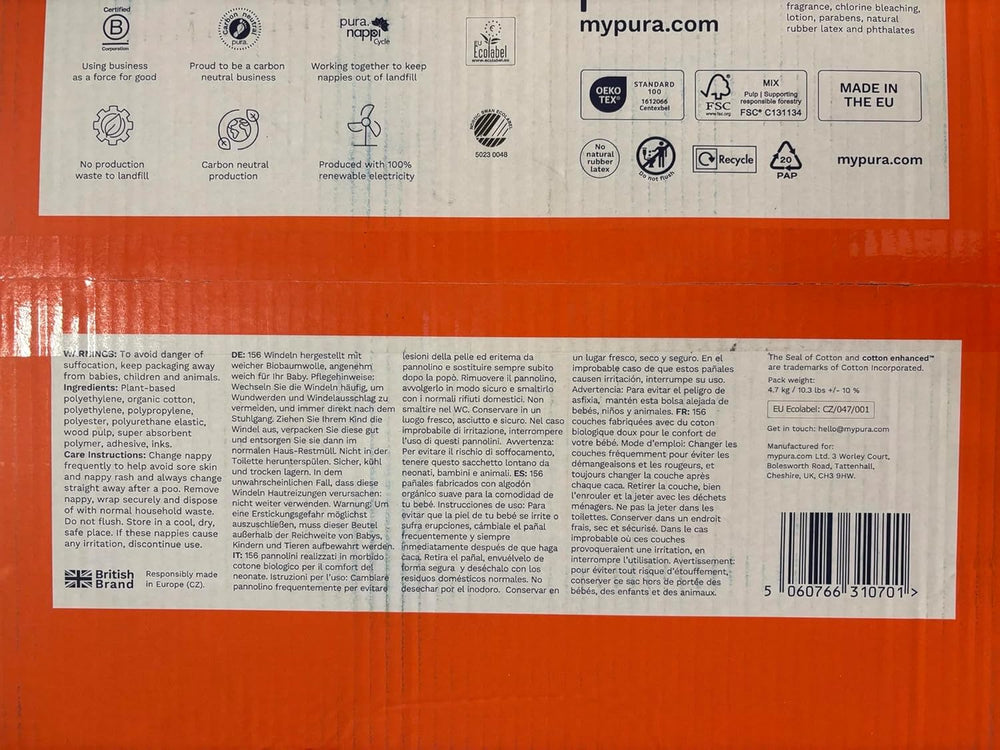 Certified
B
Corporation
Using business
as a force for good
carbon neutral
pura.
Proud to be a carbon
neutral business
pura.
nappi
Cycle
Working together to keep
nappies out of landfill
EU
Ecolabel
www.ecolabel.eu
mypura.com
fragrance, chlorine bleaching,
lotion, parabens, natural
rubber latex and phthalates
No production
waste to landfill
Carbon neutral
production
Produced with 100%
renewable electricity
5023 0048
OEKO
TEX®
STANDARD
100
1612066
Centexbel
FSC
www.fsc.org
MIX
Pulp | Supporting
responsible forestry
FSC® C131134
MADE IN
THE EU
No
natural
rubber
latex
Do not flush
Recycle
20
PAP
mypura.com
WARNINGS: To avoid danger of
suffocation, keep packaging away
from babies, children and animals.
Ingredients: Plant-based
polyethylene, organic cotton,
polyethylene, polypropylene,
polyester, polyurethane elastic,
wood pulp, super absorbent
polymer, adhesive, inks.
Care Instructions: Change nappy
frequently to help avoid sore skin
and nappy rash and always change
straight away after a poo. Remove
nappy, wrap securely and dispose
of with normal household waste.
Do not flush. Store in a cool, dry,
safe place. If these nappies cause
any irritation, discontinue use.
British
Brand
Responsibly made
in Europe (CZ).
DE: 156 Windeln hergestellt mit
weicher Biobaumwolle, angenehm
weich für Ihr Baby. Pflegehinweise:
Wechseln Sie die Windeln häufig, um
Wundwerden und Windelausschlag zu
vermeiden, und immer direkt nach dem
Stuhlgang. Ziehen Sie Ihrem Kind die
Windel aus, verpacken Sie diese gut
und entsorgen Sie sie dann im
normalen Haus-Restmüll. Nicht in der
Toilette herunterspülen. Sicher, kühl
und trocken lagern. In dem
unwahrscheinlichen Fall, dass diese
Windeln Hautreizungen verursachen:
nicht weiter verwenden. Warnung: Um
eine Erstickungsgefahr möglichst
auszuschließen, muss dieser Beutel
außerhalb der Reichweite von Babys,
Kindern und Tieren aufbewahrt werden.
IT: 156 pannolini realizzati in morbido
cotone biologico per il comfort del
neonate. Istruzioni per l'uso: Cambiare
pannolino frequentemente per evitare
lesioni della pelle ed eritema da
pannolino e sostituire sempre subito
dopo la popò. Rimuovere il pannolino,
avvolgerlo in modo sicuro e smaltirlo
con i normali rifiuti domestici. Non
smaltire nel WC. Conservare in un
luogo fresco, asciutto e sicuro. Nel caso
improbabile di irritazione, interrompere
l'uso di questi pannolini. Avvertenza:
Per evitare il rischio di soffocamento,
tenere questo sacchetto lontano da
neonati, bambini e animali. ES: 156
pañales fabricados con algodón
orgánico suave para la comodidad de
tu bebé. Instrucciones de uso: Para
evitar que la piel de tu bebé se irrite o
sufra erupciones, cámbiale el pañal
frecuentemente y siempre
inmediatamente después de que haga
caca. Retira el pañal, envuélvelo de
forma segura y deséchalo con los
residuos domésticos normales. No
desechar por el inodoro. Conservar en
un lugar fresco, seco y seguro. En el
improbable caso de que estos pañales
causen irritación, interrumpe su uso.
Advertencia: Para evitar el peligro de
asfixia, mantén esta bolsa alejada de
bebés, niños y animales. FR: 156
couches fabriquées avec du coton
biologique doux pour le confort de
votre bébé. Mode d'emploi: Changer les
couches fréquemment pour éviter les
démangeaisons et les rougeurs, et
toujours changer la couche après
chaque caca. Retirer la couche, bien
l'enrouler et la jeter avec les déchets
ménagers. Ne pas la jeter dans les
toilettes. Conserver dans un endroit
frais, sec et sécurisé. Dans le cas
improbable où ces couches
provoqueraient une irritation, en
interrompre l'utilisation. Avertissement:
pour éviter tout risque d'étouffement,
conserver ce sac hors de portée des
bébés, des enfants et des animaux.
The Seal of Cotton and cotton enhanced™
are trademarks of Cotton Incorporated.
Pack weight:
4.7 kg / 10.3 lbs +/- 10 %
EU Ecolabel: CZ/047/001
Get in touch: hello@mypura.com
Manufactured for:
mypura.com Ltd. 3 Worley Court,
Bolesworth Road, Tattenhall,
Cheshire, UK, CH3 9HW.
5 060766 310701 >